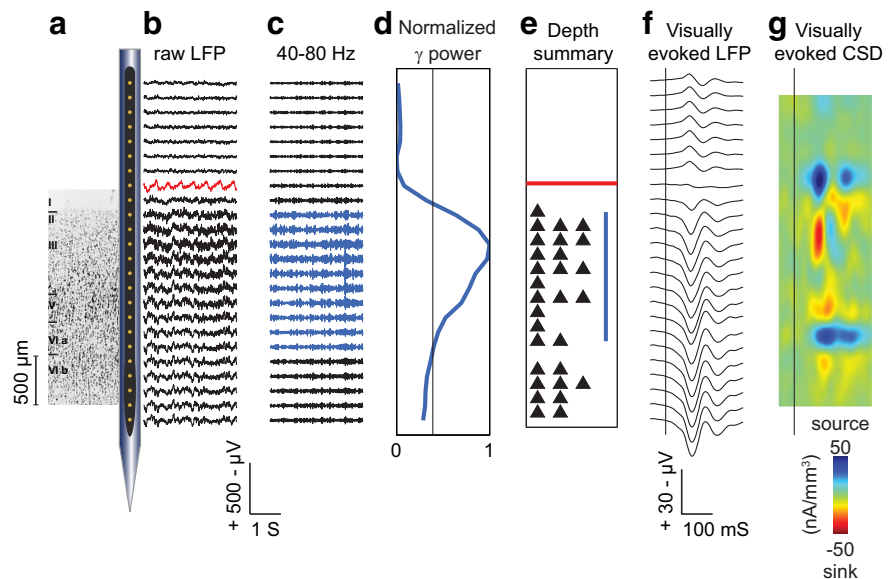 a
b
c
d
e
f
g
raw LFP
40-80 Hz
Normalized
γ power
Depth
summary
Visually
evoked LFP
Visually
evoked CSD
I
II
III
V
VI a
VI b
500 μm
+ 500 - μV
1 S
0
1
+ 30 - μV
100 mS
source
50
(nA/mm³)
-50
sink